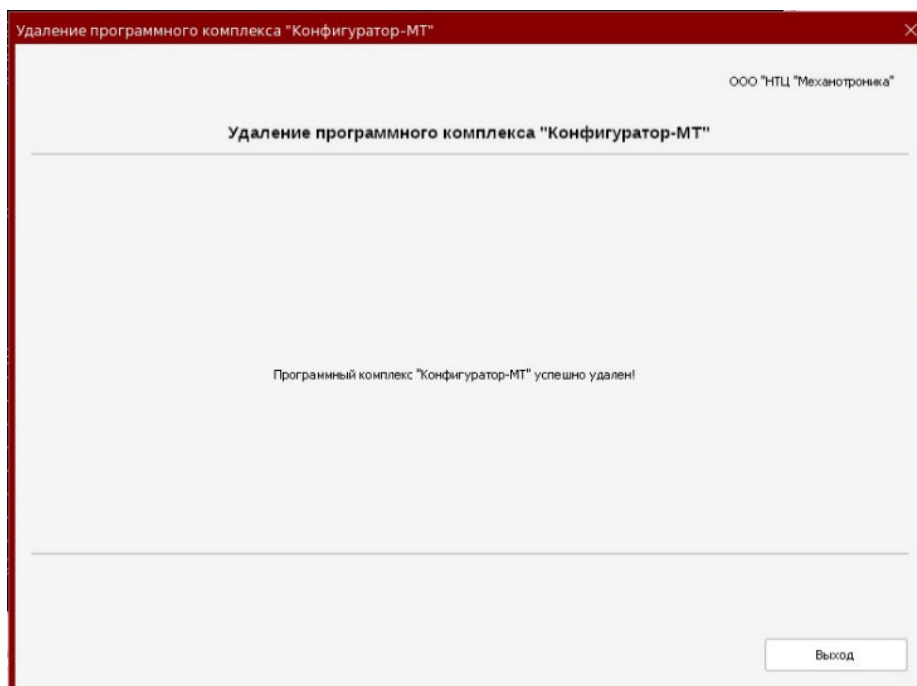 Удаление программного комплекса "Конфигуратор-МТ"
ООО "НТЦ "Механотроника"
Удаление программного комплекса "Конфигуратор-МТ"
Программный комплекс "Конфигуратор-МТ" успешно удален!
Выход